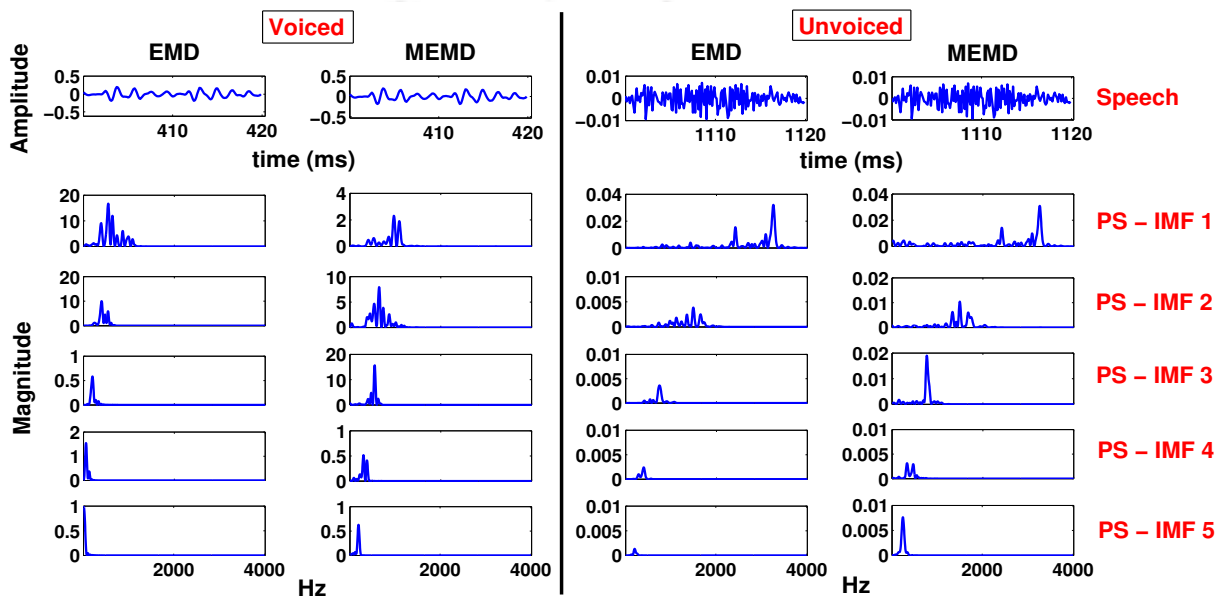 Voiced Unvoiced
EMD MEMD EMD MEMD
Amplitude
0.5 0 −0.5 410 420
0.5 0 −0.5 410 420
0.01 0 −0.01 1110 1120
0.01 0 −0.01 1110 1120
Speech
time (ms) time (ms)
Magnitude
20 10 0
4 2 0
0.04 0.02 0
0.04 0.02 0
PS − IMF 1
20 10 0
10 5 0
0.01 0.005 0
0.02 0.01 0
PS − IMF 2
1 0.5 0
20 10 0
0.01 0.005 0
0.02 0.01 0
PS − IMF 3
2 1 0
1 0.5 0
0.01 0.005 0
0.01 0.005 0
PS − IMF 4
1 0.5 0
1 0.5 0
0.01 0.005 0
0.01 0.005 0
PS − IMF 5
2000 4000 2000 4000 2000 4000 2000 4000
Hz Hz